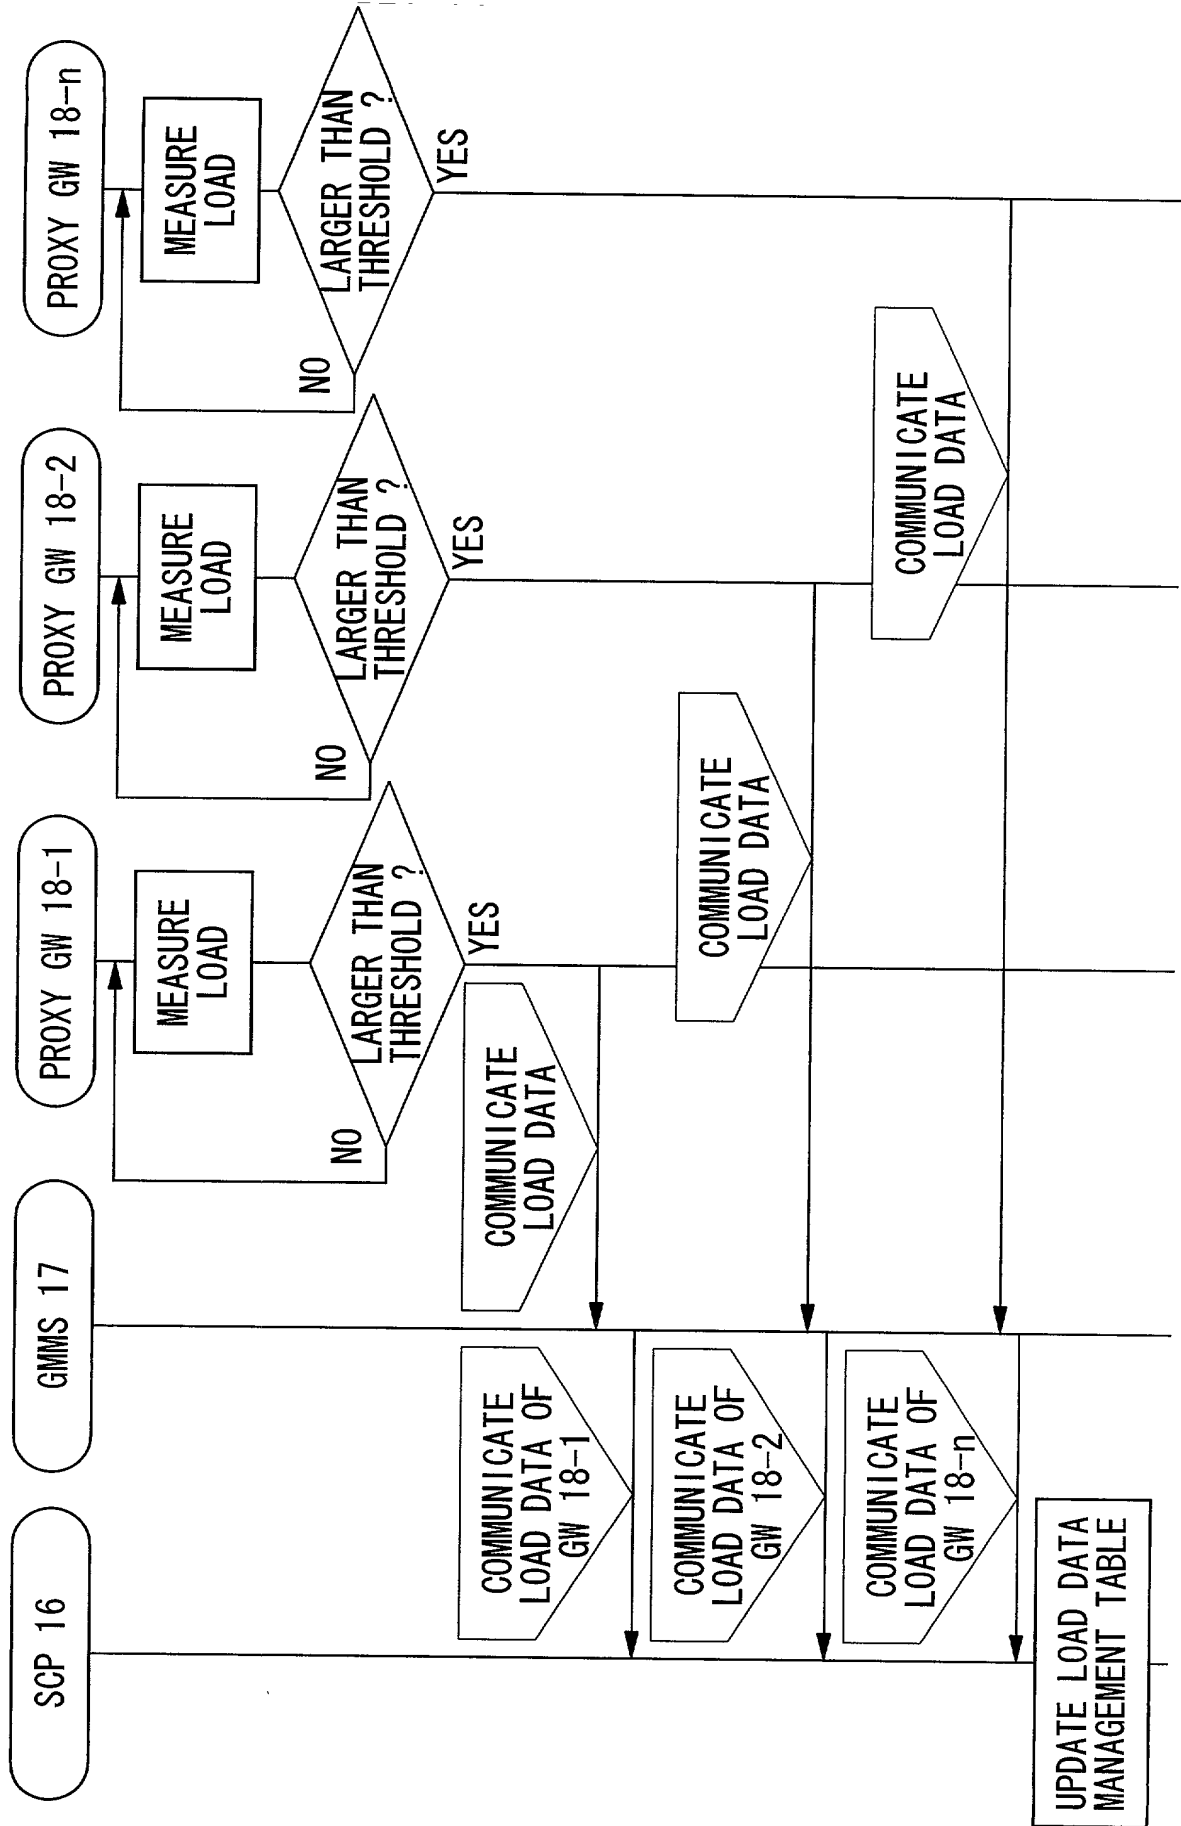 SCP 16
GMMS 17
PROXY GW 18-1
PROXY GW 18-2
PROXY GW 18-n
MEASURE
LOAD
MEASURE
LOAD
MEASURE
LOAD
LARGER THAN
THRESHOLD ?
NO
YES
LARGER THAN
THRESHOLD ?
NO
YES
LARGER THAN
THRESHOLD ?
NO
YES
COMMUNICATE
LOAD DATA OF
GW 18-1
COMMUNICATE
LOAD DATA
COMMUNICATE
LOAD DATA OF
GW 18-2
COMMUNICATE
LOAD DATA
COMMUNICATE
LOAD DATA OF
GW 18-n
COMMUNICATE
LOAD DATA
UPDATE LOAD DATA
MANAGEMENT TABLE